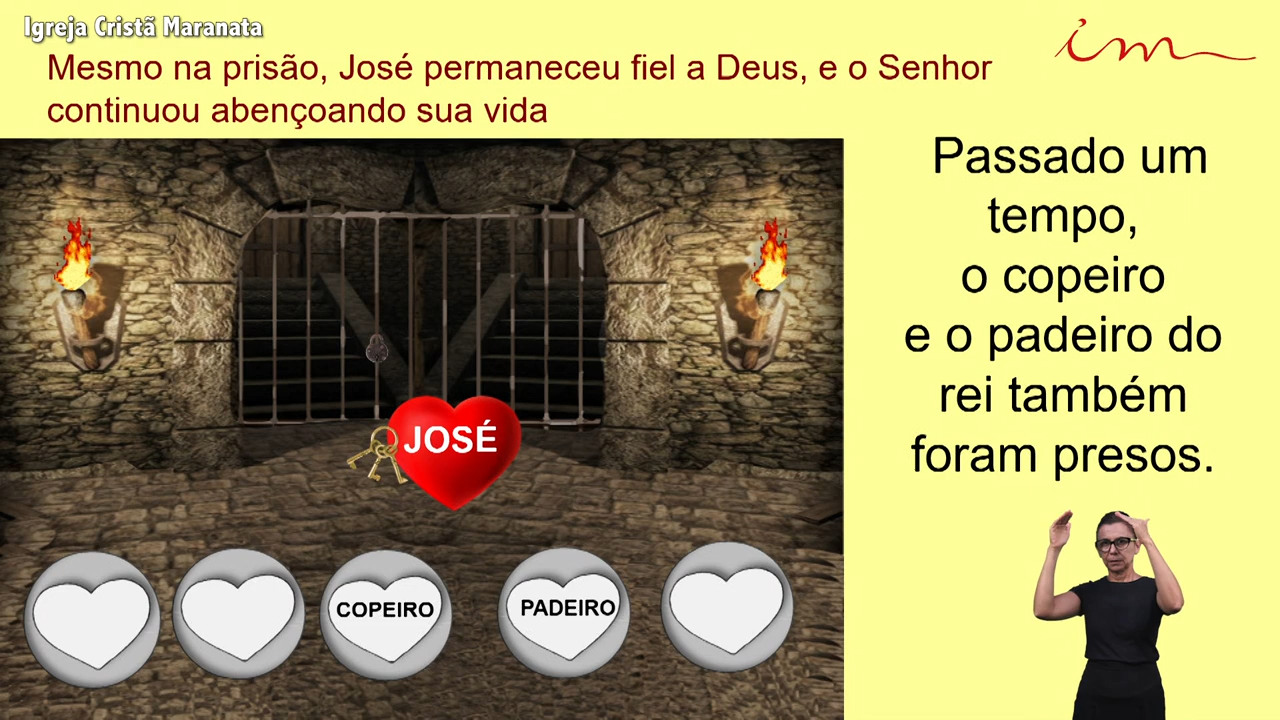 Igreja Cristã Maranata
Mesmo na prisão, José permaneceu fiel a Deus, e o Senhor
continuou abençoando sua vida
im
Passado um
tempo,
o copeiro
e o padeiro do
rei também
foram presos.
JOSÉ
COPEIRO
PADEIRO